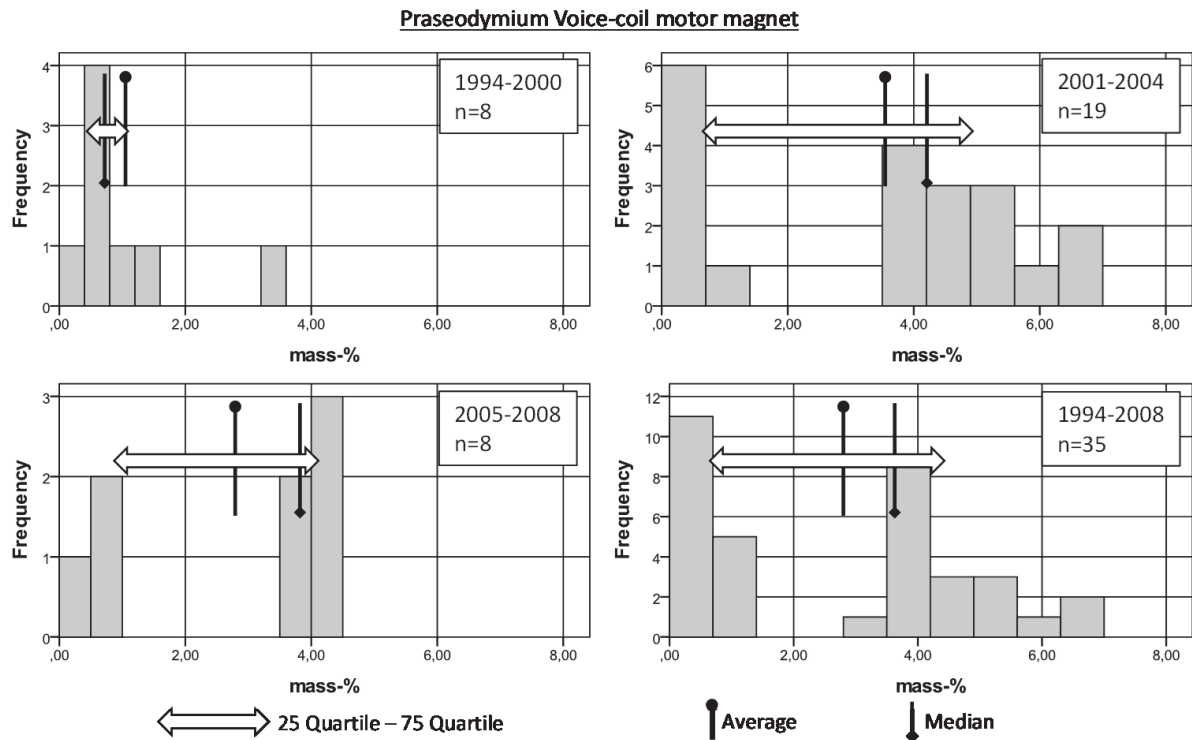 Praseodymium Voice-coil motor magnet
1994-2000
n=8
Frequency
4
3
2
1
0
,00 2,00 4,00 6,00 8,00
mass-%
2001-2004
n=19
Frequency
6
5
4
3
2
1
0
,00 2,00 4,00 6,00 8,00
mass-%
2005-2008
n=8
Frequency
3
2
1
0
,00 2,00 4,00 6,00 8,00
mass-%
1994-2008
n=35
Frequency
12
10
8
6
4
2
0
,00 2,00 4,00 6,00 8,00
mass-%
25 Quartile – 75 Quartile Average Median